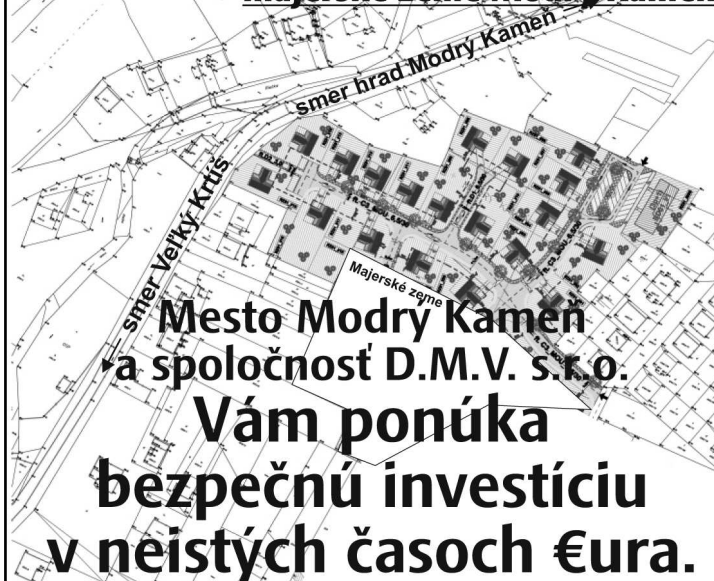 smer hrad Modrý Kameň
smer Veľký Krtíš
Majerské zeme
Mesto Modrý Kameň
a spoločnosť D.M.V. s.r.o.
Vám ponúka
bezpečnú investíciu
v neistých časoch €ura.